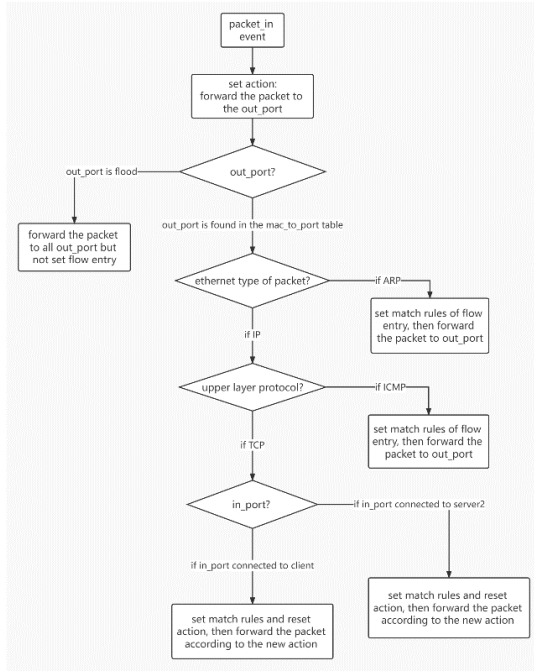 packet_in
event
set action:
forward the packet to
the out_port
out_port?
out_port is flood
forward the packet
to all out_port but
not set flow entry
out_port is found in the mac_to_port table
ethernet type of packet?
if ARP
set match rules of flow
entry, then forward
the packet to out_port
if IP
upper layer protocol?
if ICMP
set match rules of flow
entry, then forward the
packet to out_port
if TCP
in_port?
if in_port connected to server2
if in_port connected to client
set match rules and reset
action, then forward the packet
according to the new action
set match rules and reset
action, then forward the packet
according to the new action